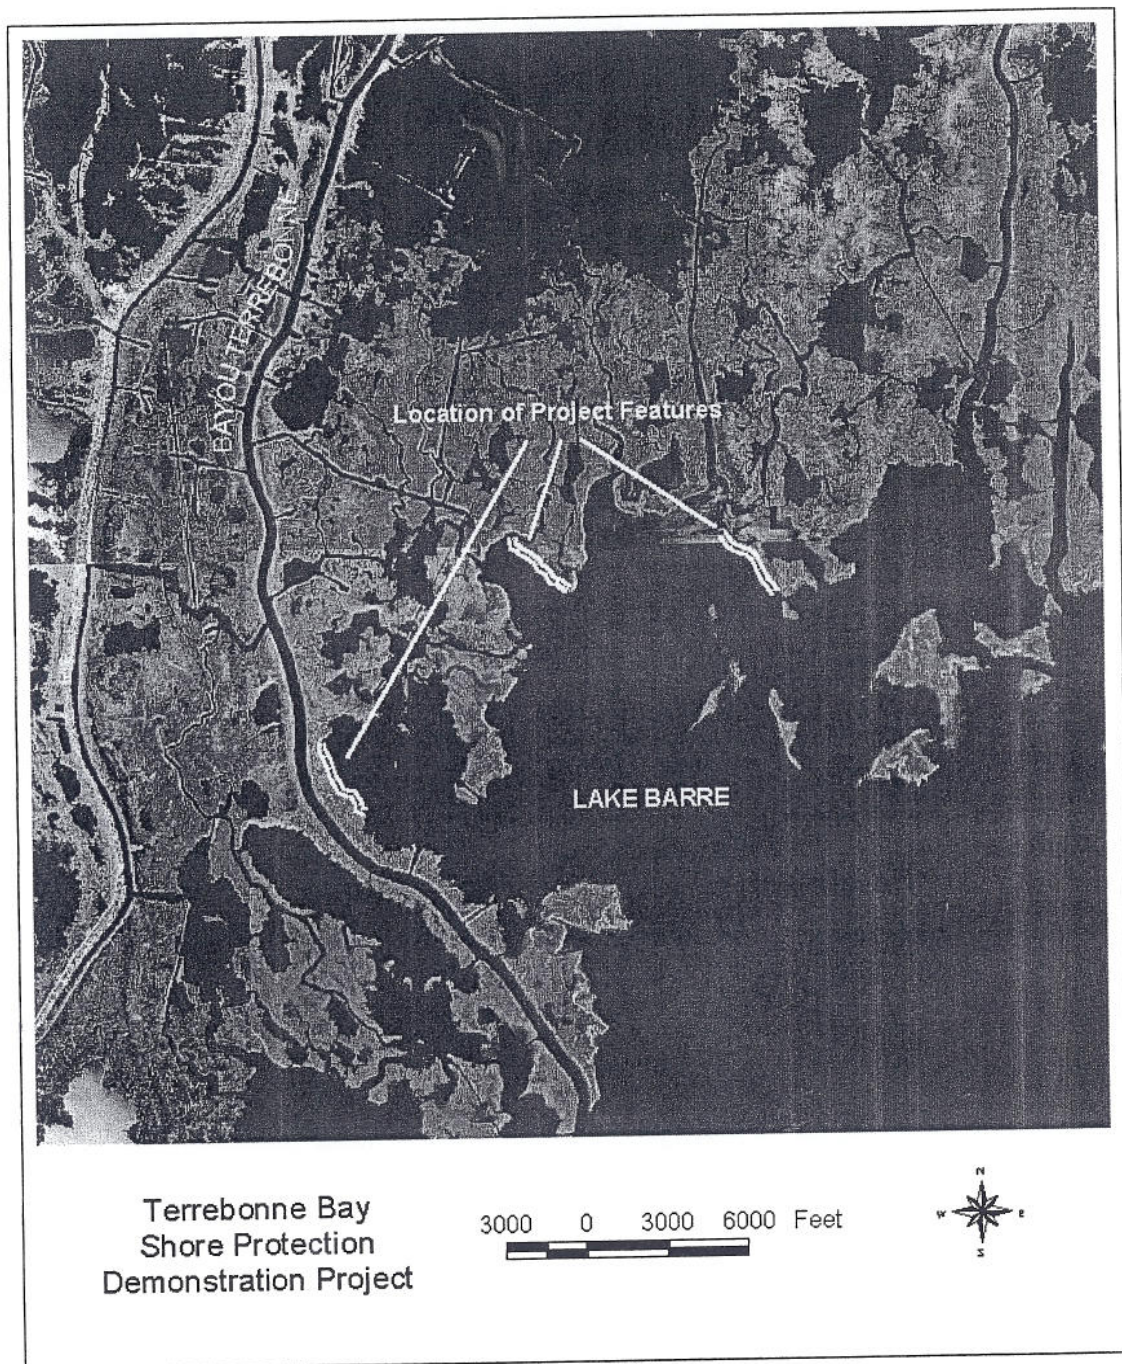 BAYOU TERREBONNE
Location of Project Features
LAKE BARRE
Terrebonne Bay
Shore Protection
Demonstration Project
3000 0 3000 6000 Feet
N
W E
S